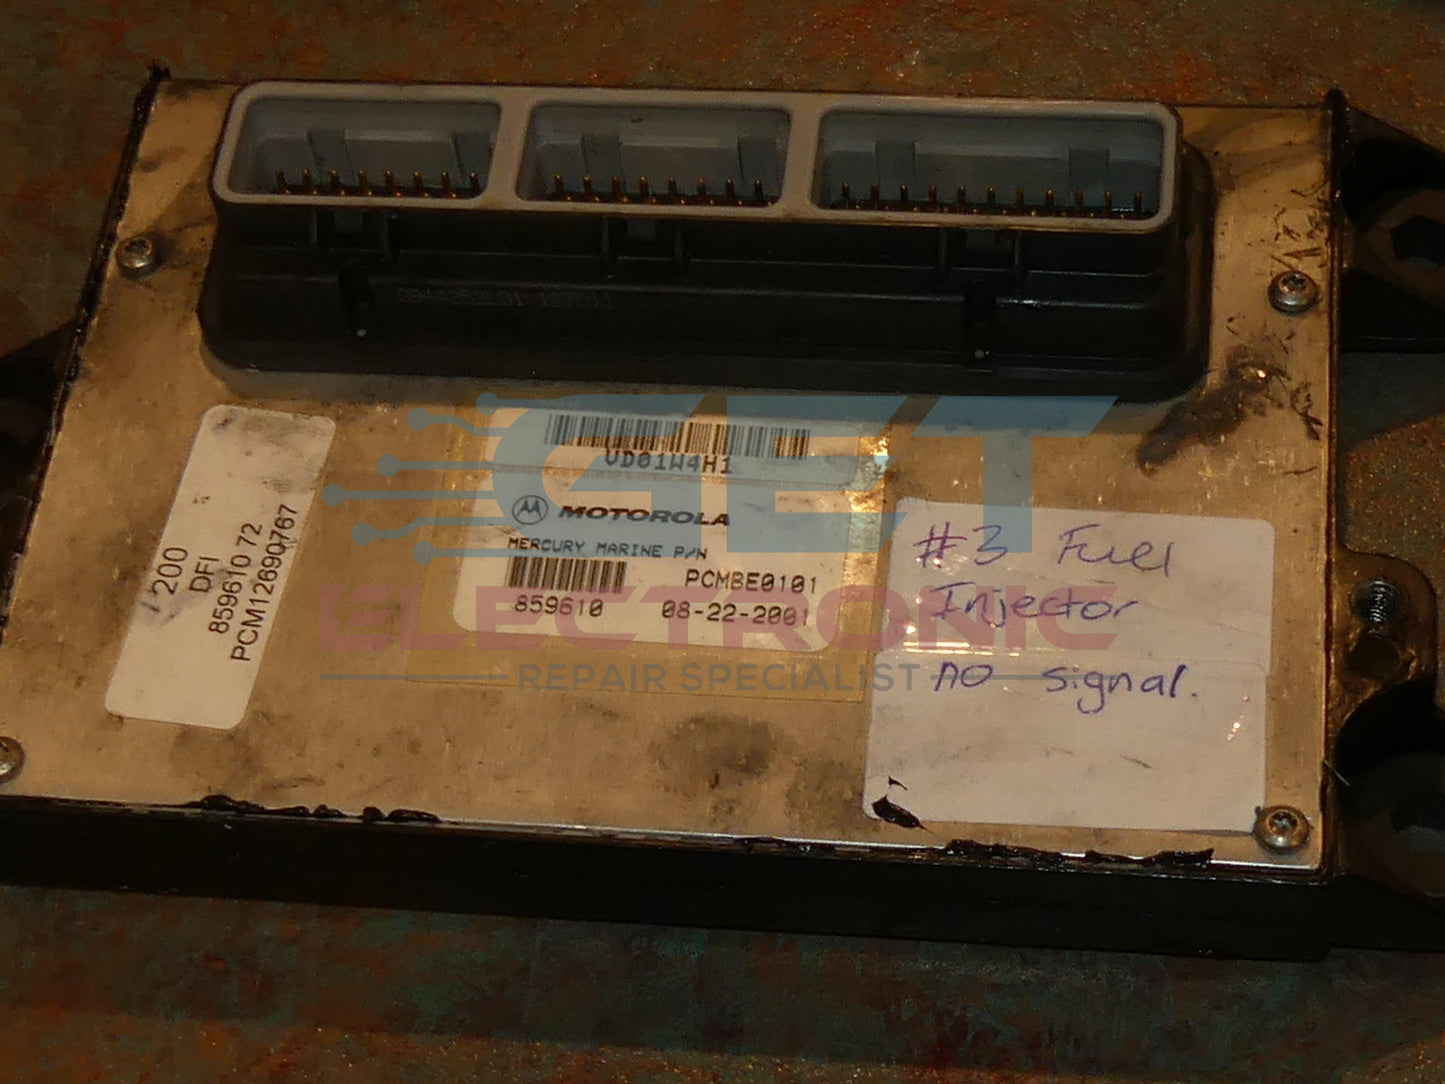 200
DFI
859610 72
PCM12690767
VD01W4H1
MOTOROLA
MERCURY MARINE P/N
PCMBE0101
859610 08-22-2001
#3 Fuel
Injector
no signal.
GET
ELECTRONIC
REPAIR SPECIALIST